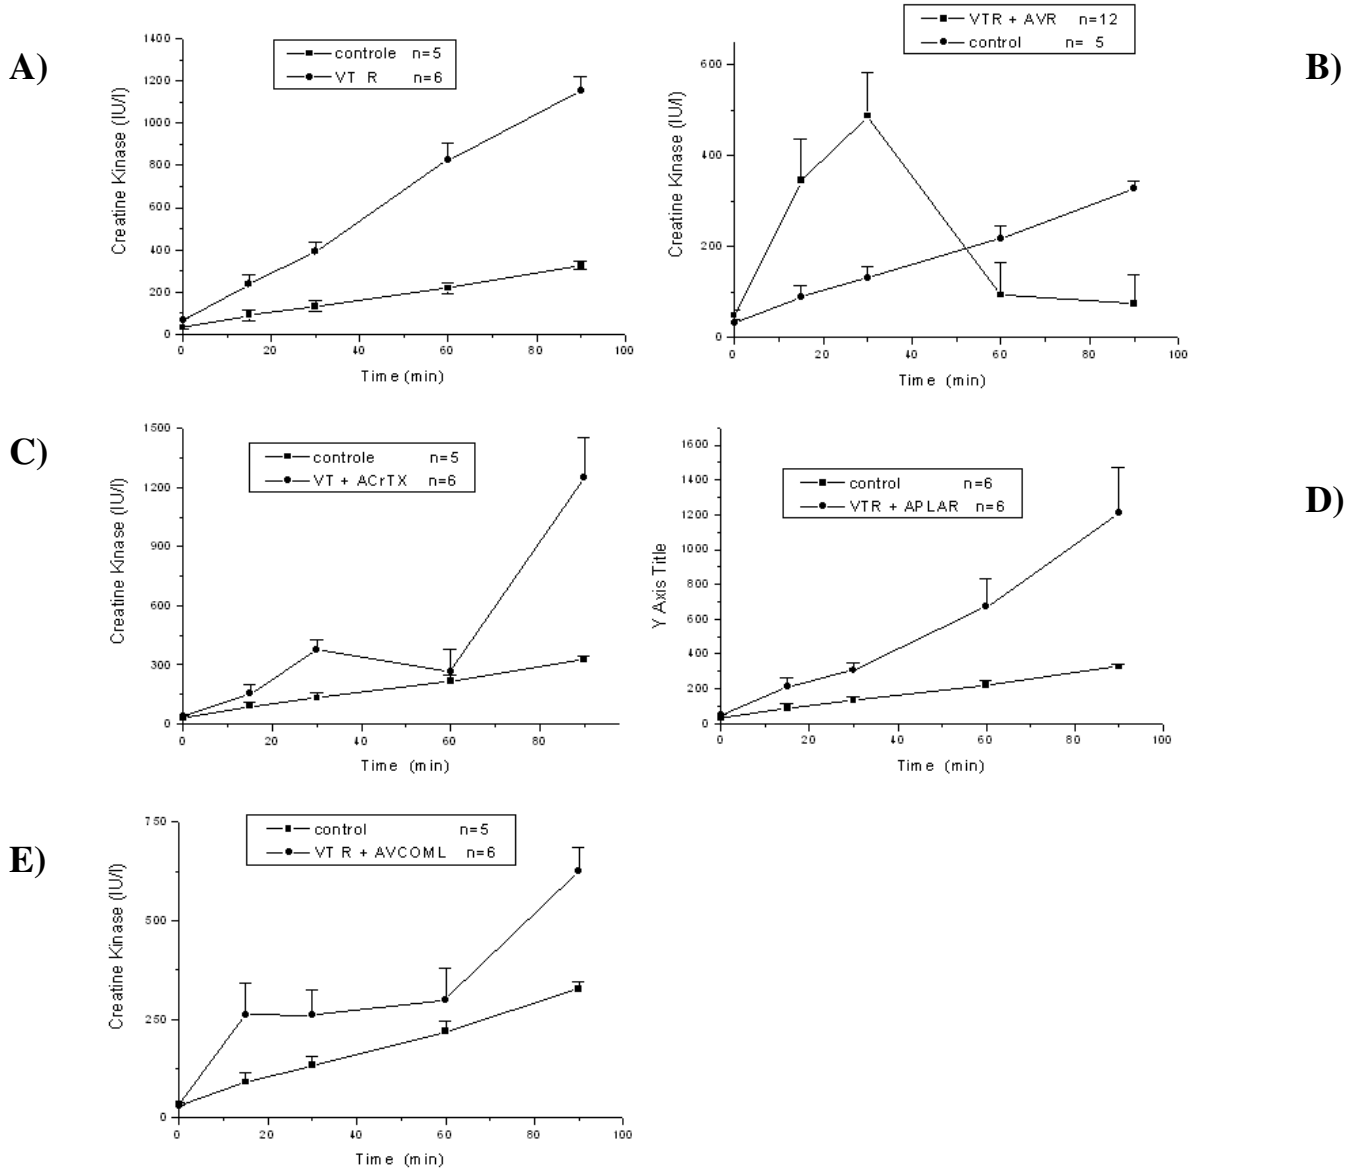 A)
1400
1200
1000
800
600
400
200
0
Creatine Kinase (IU/l)
controle n=5
VT R n=6
0 20 40 60 80 100
Time (min)
B)
600
400
200
0
Creatine Kinase (IU/l)
VTR + AVR n=12
control n= 5
0 20 40 60 80 100
Time (min)
C)
1500
1200
900
600
300
0
Creatine Kinase (IU/l)
controle n=5
VT + ACrTX n=6
0 20 40 60 80
Time (min)
D)
1600
1400
1200
1000
800
600
400
200
0
Y Axis Title
control n=6
VTR + APLAR n=6
0 20 40 60 80 100
Time (min)
E)
750
500
250
0
Creatine Kinase (IU/l)
control n=5
VT R + AVCOML n=6
0 20 40 60 80 100
Time (min)